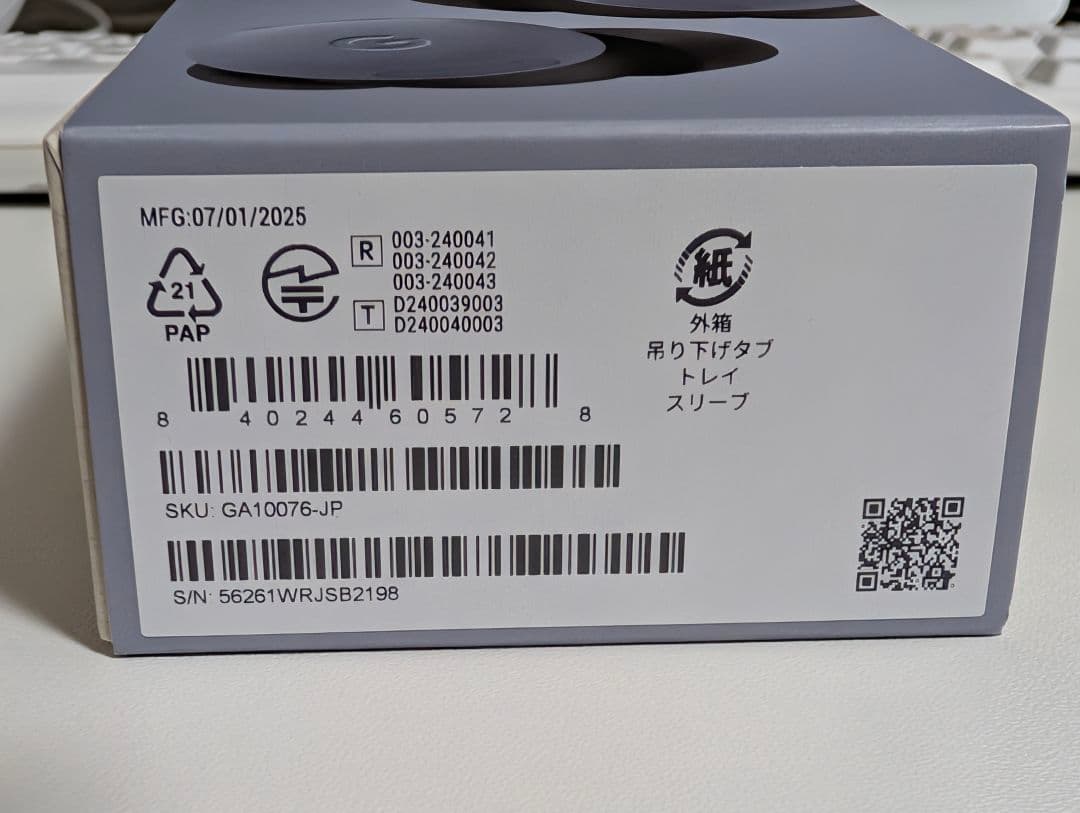 MFG:07/01/2025
21
PAP
R
003-240041
003-240042
003-240043
T
D240039003
D240040003
紙
外箱
吊り下げタブ
トレイ
スリーブ
8 40244 60572 8
SKU: GA10076-JP
S/N: 56261WRJSB2198